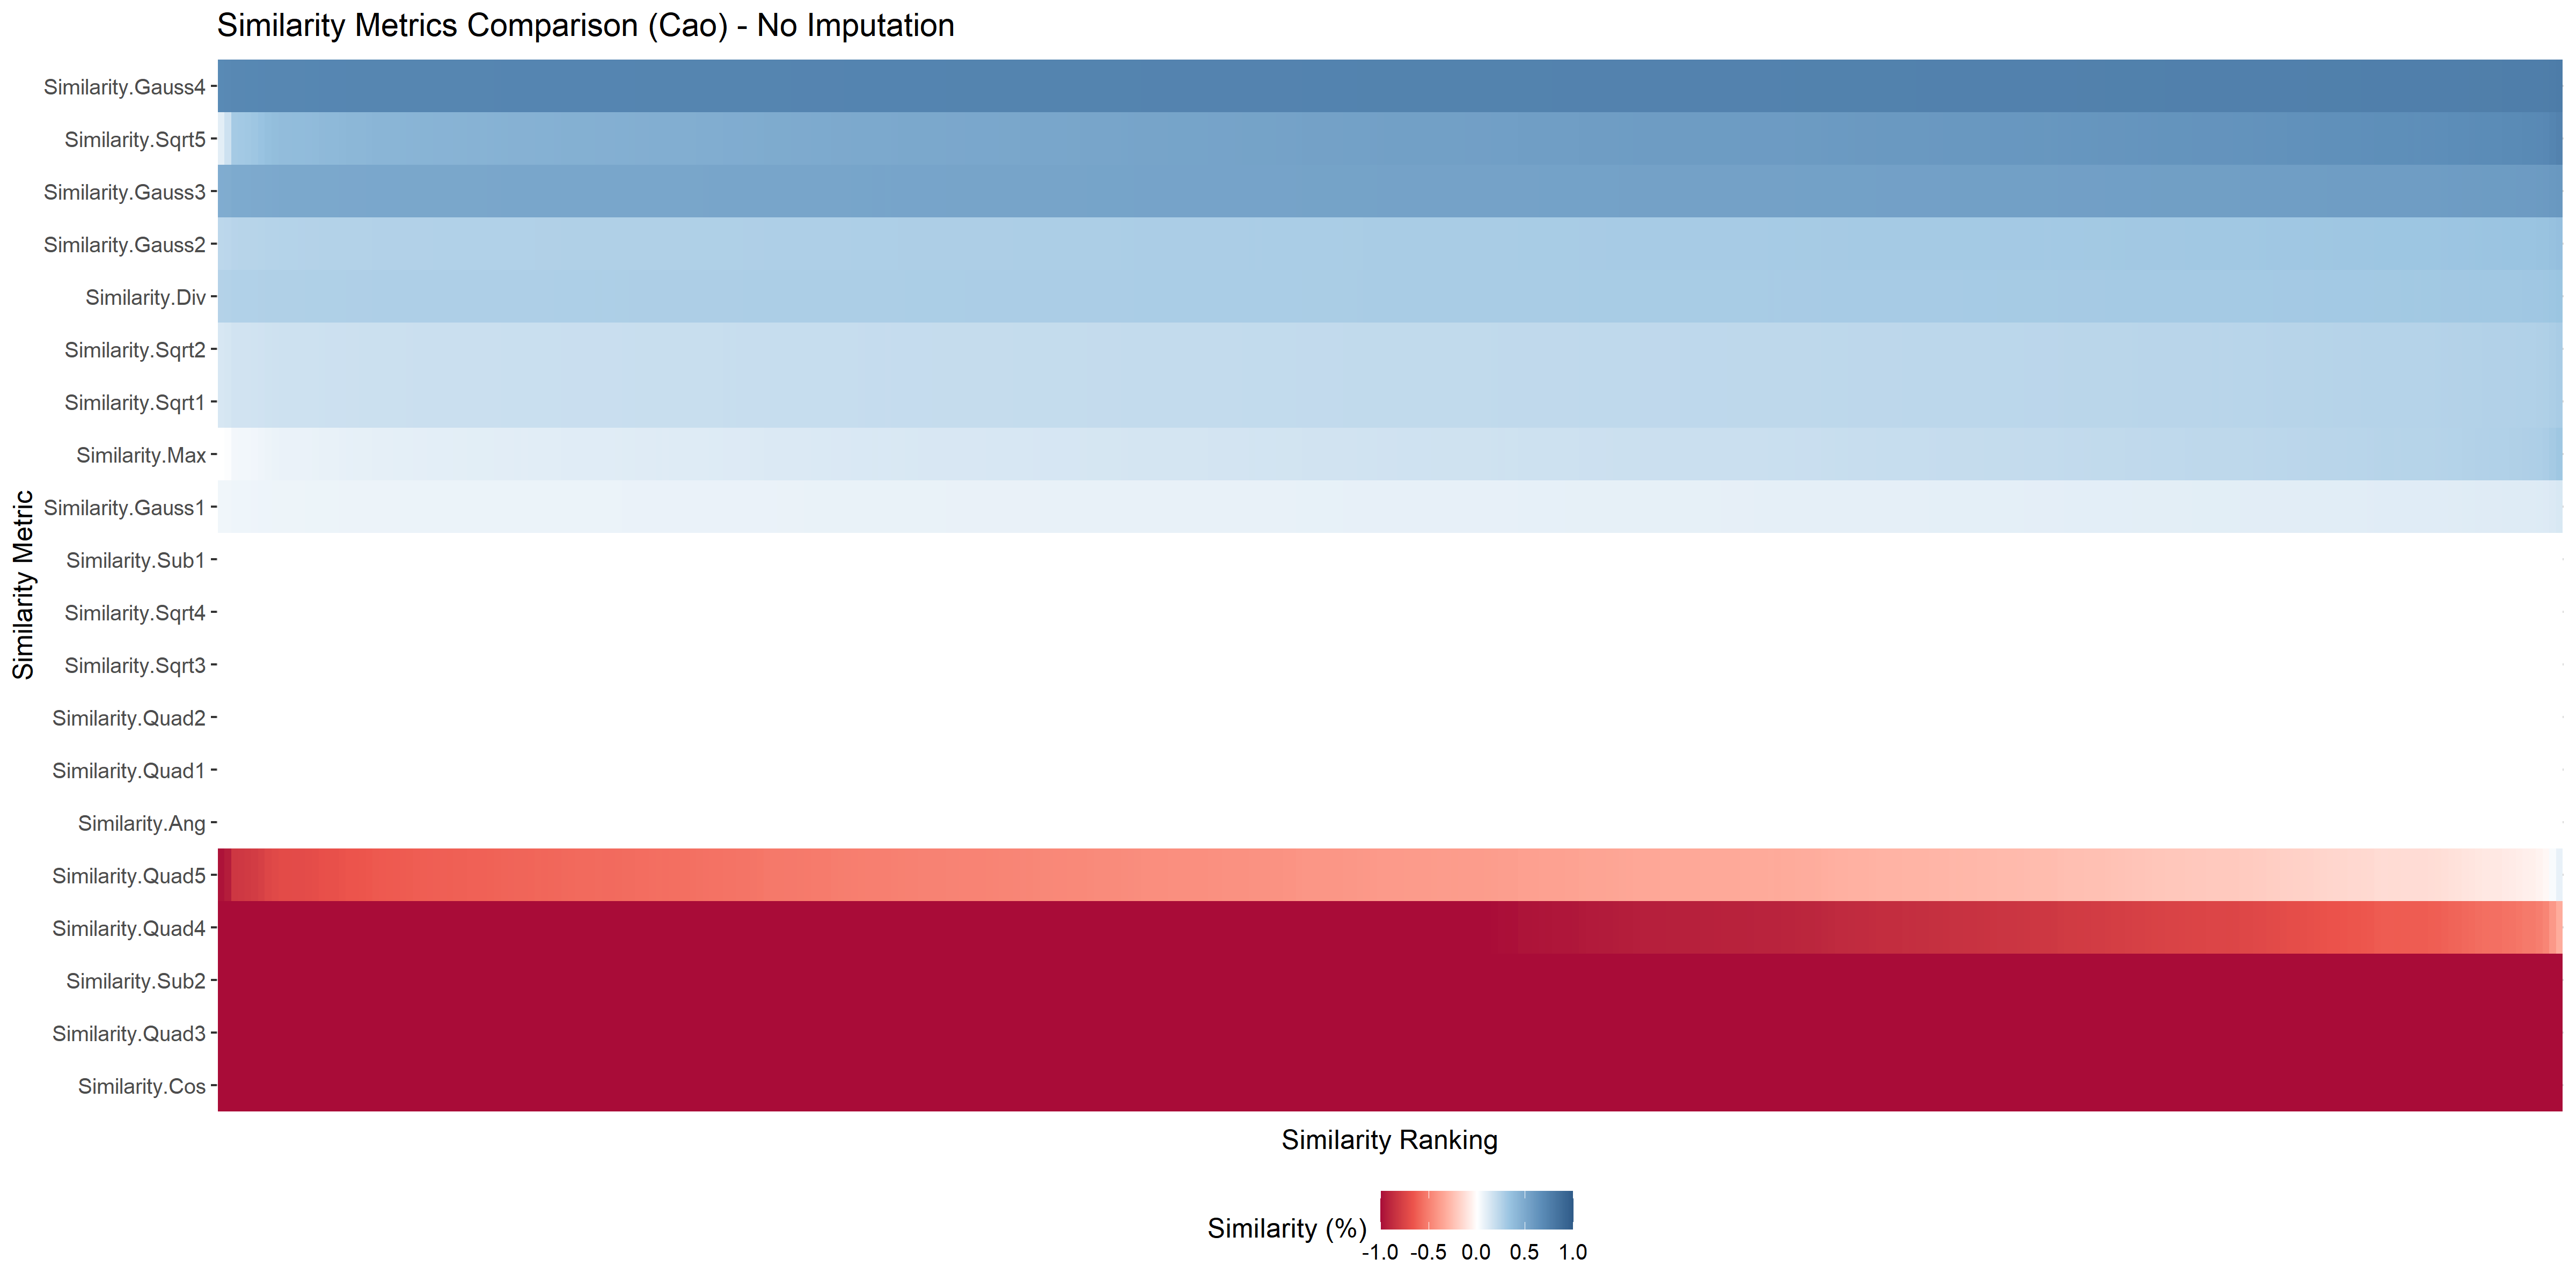 Similarity Metrics Comparison (Cao) - No Imputation
Similarity Metric
Similarity.Gauss4
Similarity.Sqrt5
Similarity.Gauss3
Similarity.Gauss2
Similarity.Div
Similarity.Sqrt2
Similarity.Sqrt1
Similarity.Max
Similarity.Gauss1
Similarity.Sub1
Similarity.Sqrt4
Similarity.Sqrt3
Similarity.Quad2
Similarity.Quad1
Similarity.Ang
Similarity.Quad5
Similarity.Quad4
Similarity.Sub2
Similarity.Quad3
Similarity.Cos
Similarity Ranking
Similarity (%)
-1.0 -0.5 0.0 0.5 1.0